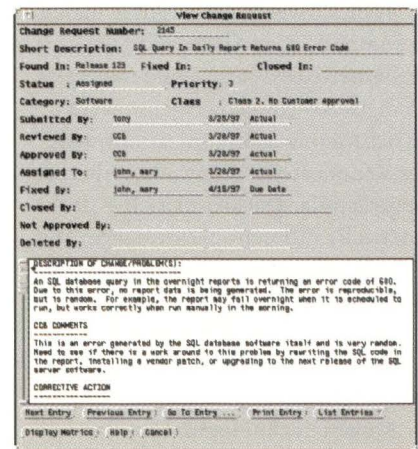 View Change Request
Change Request Number: 2145
Short Description: SQL Query In Daily Report Returns 680 Error Code
Found In: Release 123 Fixed In: Closed In:
Status : Assigned Priority: 3
Category: Software Class : Class 2, No Customer Approval
Submitted By: tony 3/25/97 Actual
Reviewed By: CCB 3/28/97 Actual
Approved By: CCB 3/28/97 Actual
Assigned To: john, mary 3/28/97 Actual
Fixed By: john, mary 4/15/97 Due Date
Closed By:
Not Approved By:
Deleted By:
DESCRIPTION OF CHANGE/PROBLEM(S):
An SQL database query in the overnight reports is returning an error code of 680.
Due to this error, no report data is being generated. The error is reproducible,
but is random. For example, the report may fail overnight when it is scheduled to
run, but works correctly when run manually in the morning.
CCB COMMENTS
This is an error generated by the SQL database software itself and is very random.
Need to see if there is a work around to this problem by rewriting the SQL code in
the report, installing a vendor patch, or upgrading to the next release of the SQL
server software.
CORRECTIVE ACTION
Next Entry Previous Entry Go To Entry ... Print Entry List Entries
Display Metrics Help Cancel